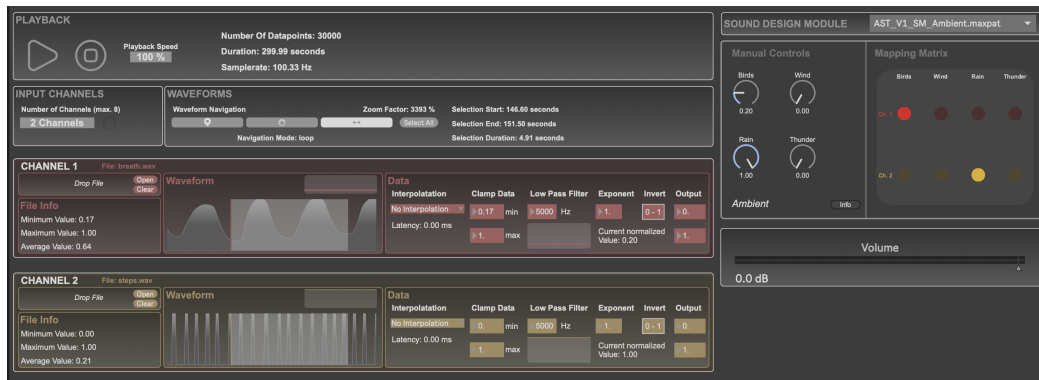 PLAYBACK
Playback Speed
100 %
Number Of Datapoints: 30000
Duration: 299.99 seconds
Samplerate: 100.33 Hz
INPUT CHANNELS
Number of Channels (max. 8)
2 Channels
WAVEFORMS
Waveform Navigation
Zoom Factor: 3393 %
Select All
Navigation Mode: loop
Selection Start: 146.60 seconds
Selection End: 151.50 seconds
Selection Duration: 4.91 seconds
CHANNEL 1
File: breath.wav
Drop File
Open
Clear
File Info
Minimum Value: 0.17
Maximum Value: 1.00
Average Value: 0.64
Waveform
Data
Interpolatation
No Interpolation
Latency: 0.00 ms
Clamp Data
0.17 min
1. max
Low Pass Filter
5000 Hz
Exponent
1.
Invert
0 - 1
Output
0.
Current normalized
Value: 0.20
1.
CHANNEL 2
File: steps.wav
Drop File
Open
Clear
File Info
Minimum Value: 0.00
Maximum Value: 1.00
Average Value: 0.21
Waveform
Data
Interpolatation
No Interpolation
Latency: 0.00 ms
Clamp Data
0. min
1. max
Low Pass Filter
5000 Hz
Exponent
1.
Invert
0 - 1
Output
0.
Current normalized
Value: 1.00
1.
SOUND DESIGN MODULE
AST_V1_SM_Ambient.maxpat
Manual Controls
Birds
0.20
Wind
0.00
Rain
1.00
Thunder
0.00
Ambient
Info
Mapping Matrix
Birds Wind Rain Thunder
Ch. 1
Ch. 2
Volume
0.0 dB